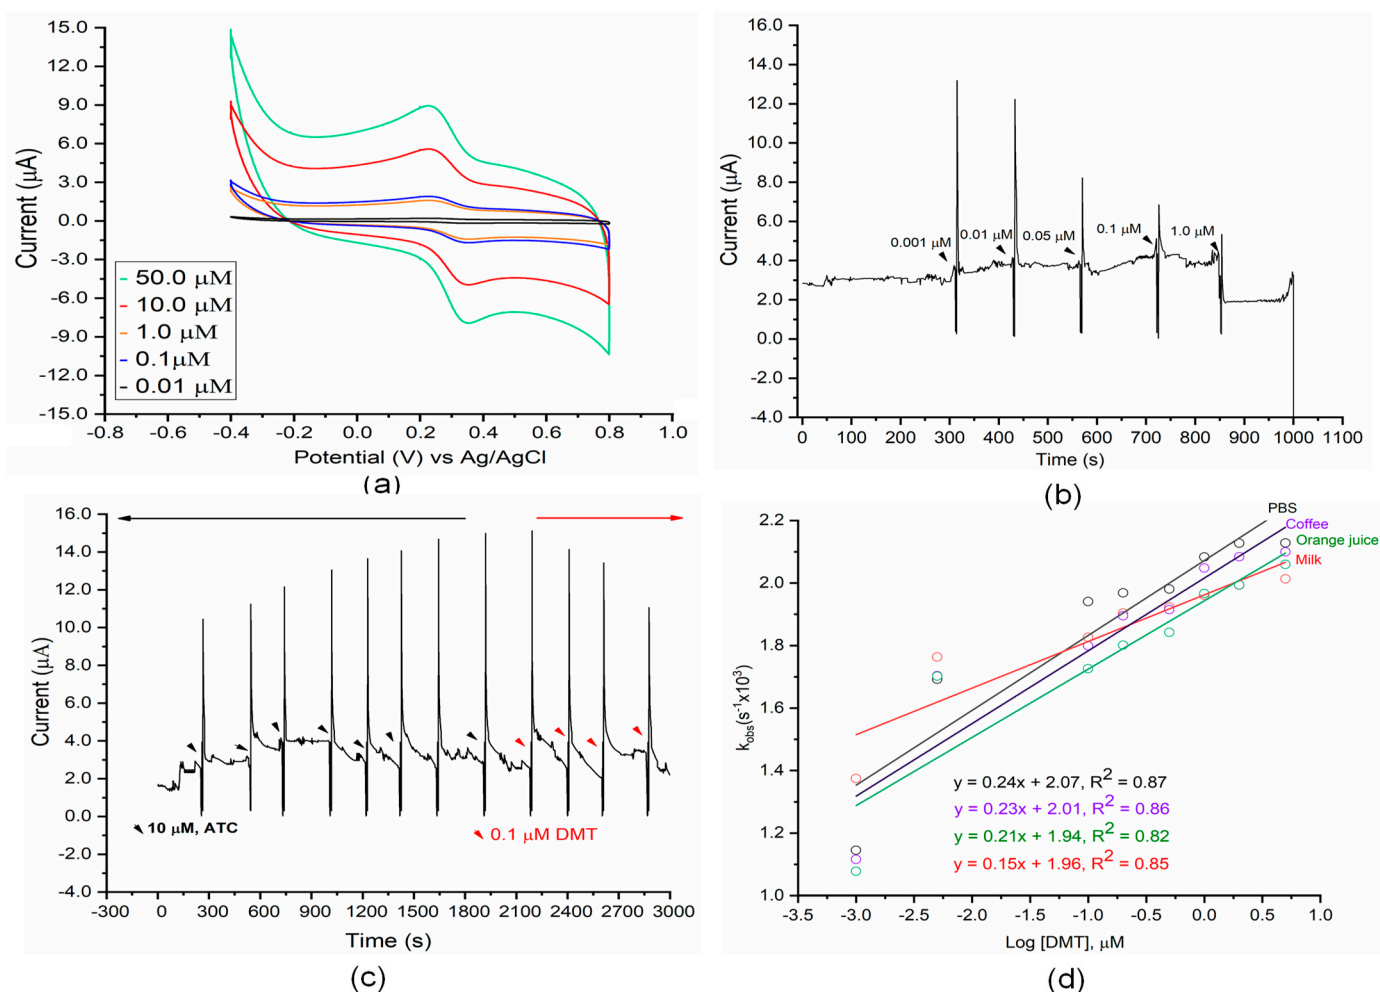 15.0
12.0
9.0
6.0
3.0
0.0
-3.0
-6.0
-9.0
-12.0
-15.0
Current (μA)
50.0 μM
10.0 μM
1.0 μM
0.1μM
0.01 μM
-0.8 -0.6 -0.4 -0.2 0.0 0.2 0.4 0.6 0.8 1.0
Potential (V) vs Ag/AgCl
(a)
16.0
14.0
12.0
10.0
8.0
6.0
4.0
2.0
0.0
-2.0
-4.0
Current (μA)
0.001 μM
0.01 μM
0.05 μM
0.1 μM
1.0 μM
0 100 200 300 400 500 600 700 800 900 1000 1100
Time (s)
(b)
16.0
14.0
12.0
10.0
8.0
6.0
4.0
2.0
0.0
-2.0
-4.0
Current (μA)
10 μM, ATC
0.1 μM DMT
-300 0 300 600 900 1200 1500 1800 2100 2400 2700 3000
Time (s)
(c)
2.2
2.0
1.8
1.6
1.4
1.2
1.0
kobs(s-1x103)
PBS
Coffee
Orange juice
Milk
y = 0.24x + 2.07, R2 = 0.87
y = 0.23x + 2.01, R2 = 0.86
y = 0.21x + 1.94, R2 = 0.82
y = 0.15x + 1.96, R2 = 0.85
-3.5 -3.0 -2.5 -2.0 -1.5 -1.0 -0.5 0.0 0.5 1.0
Log [DMT], μM
(d)